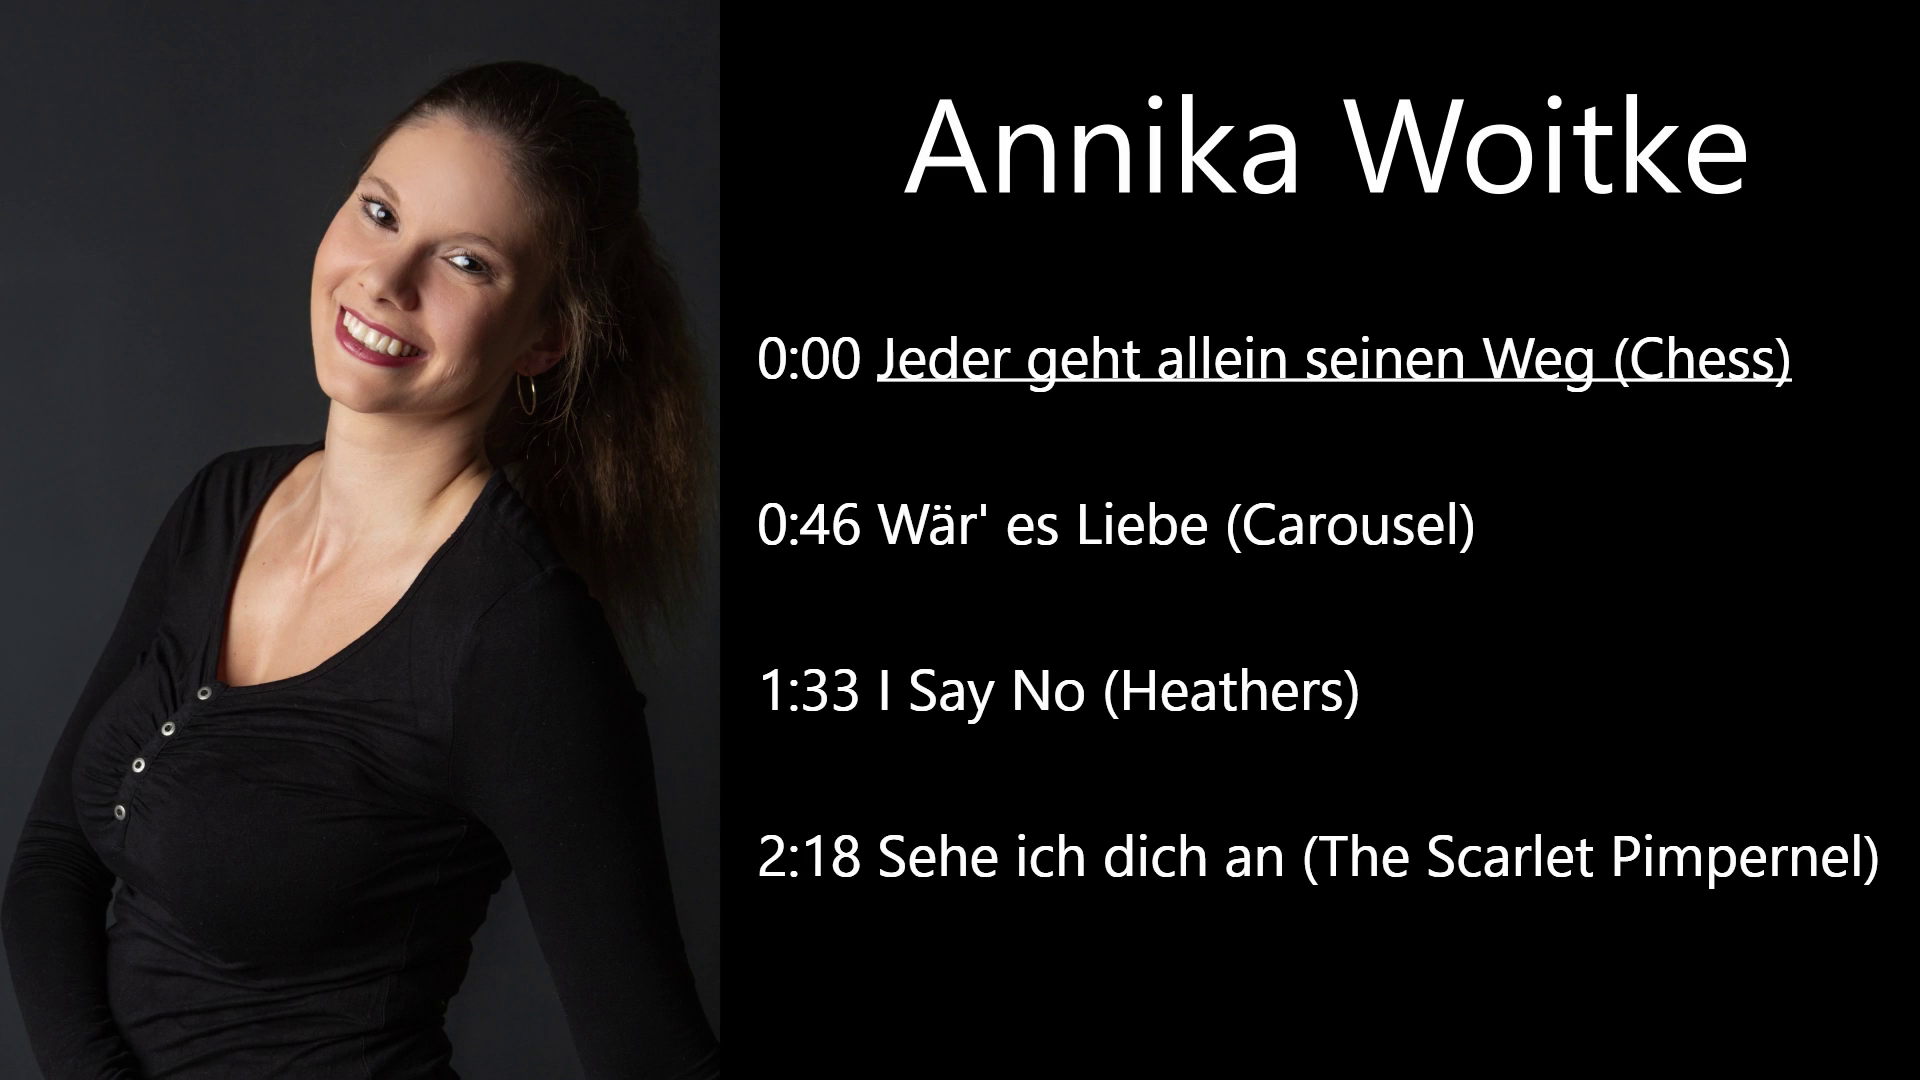 Annika Woitke
0:00 Jeder geht allein seinen Weg (Chess)
0:46 Wär' es Liebe (Carousel)
1:33 I Say No (Heathers)
2:18 Sehe ich dich an (The Scarlet Pimpernel)